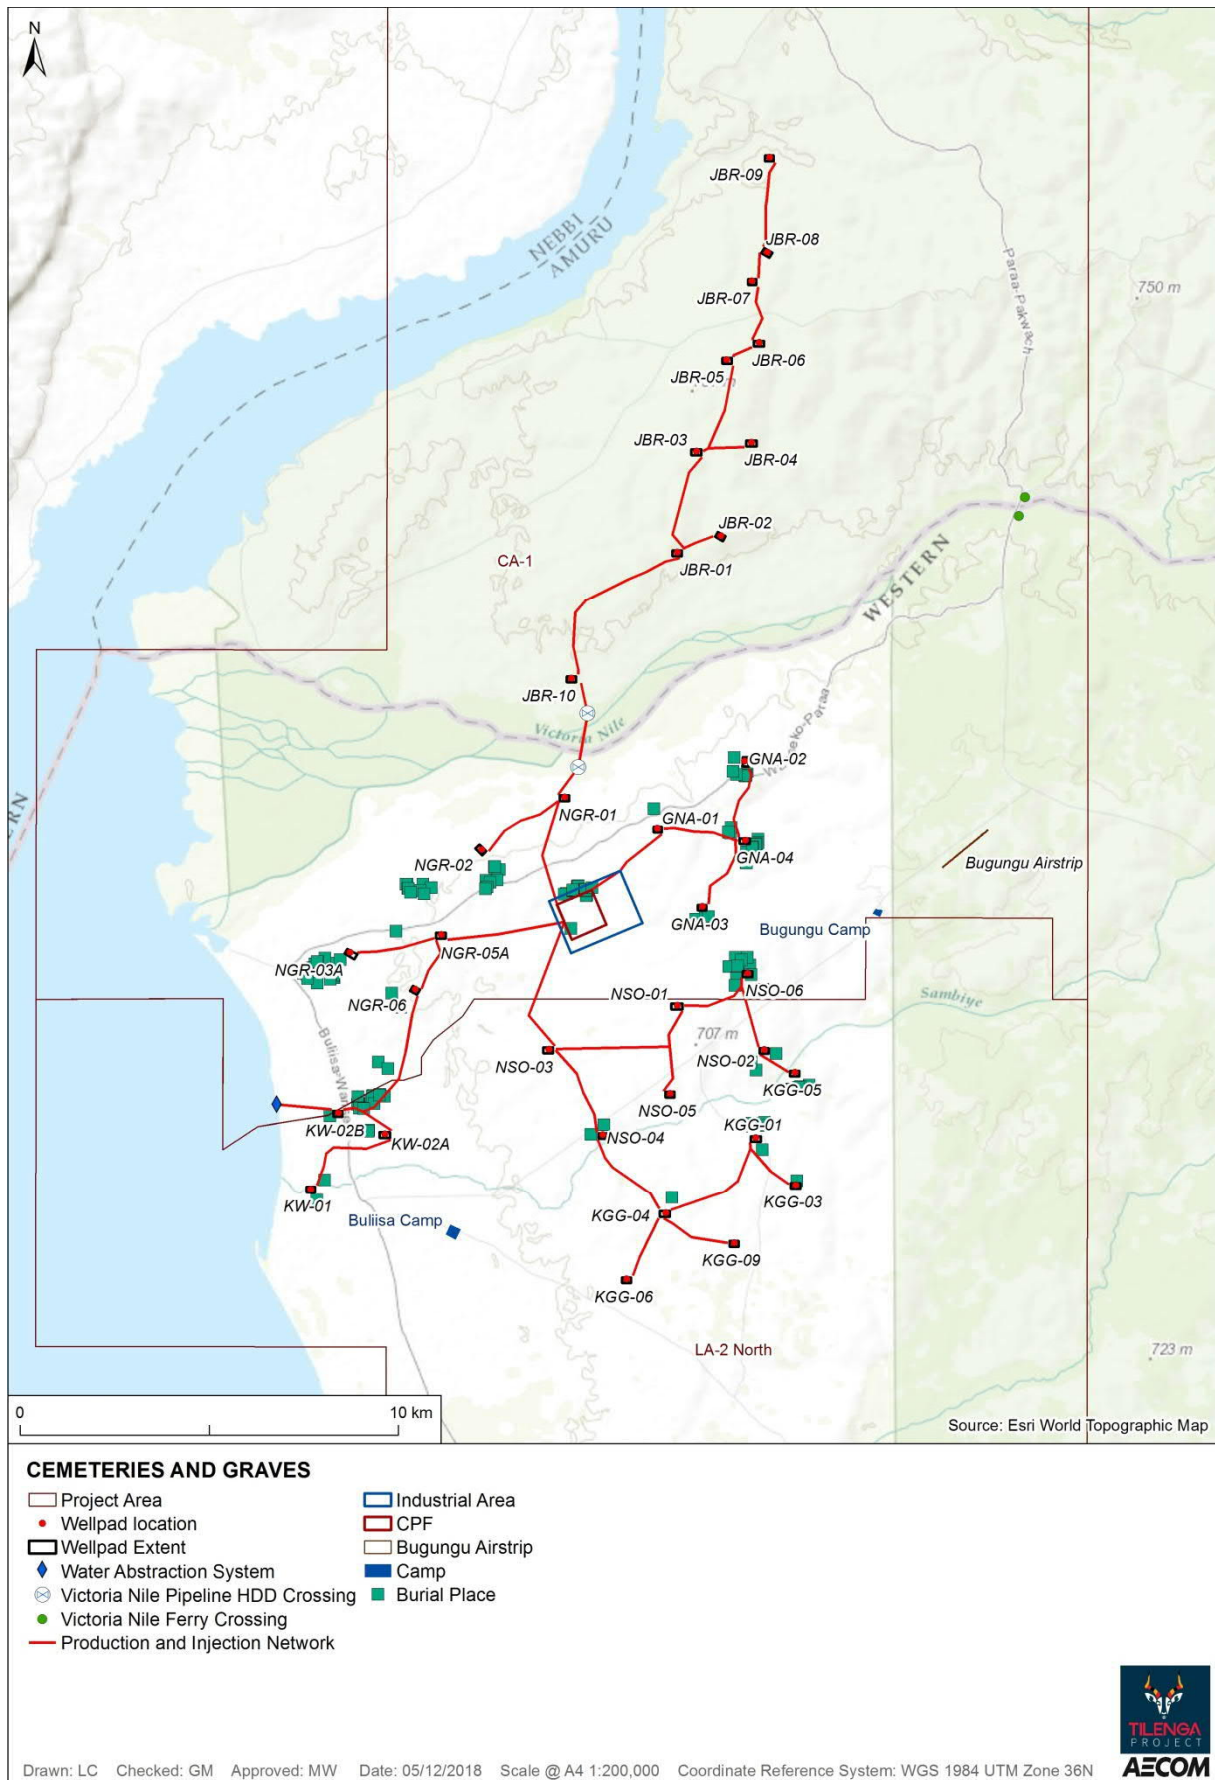 N
NEBBI
AMURU
JBR-09
JBR-08
JBR-07
Paraa-Pakwach
750 m
JBR-06
JBR-05
JBR-03
JBR-04
JBR-02
JBR-01
CA-1
WESTERN
JBR-10
Victoria Nile
GNA-02
NGR-01
GNA-01
NGR-02
GNA-04
Bugungu Airstrip
GNA-03
Bugungu Camp
NGR-05A
NGR-03A
NGR-06
NSO-01
NSO-06
Sambiye
707 m
NSO-03
NSO-02
KGG-05
NSO-05
KW-02B
KW-02A
NSO-04
KGG-01
KW-01
KGG-03
Buliisa Camp
KGG-04
KGG-09
KGG-06
LA-2 North
723 m
0 10 km
Source: Esri World Topographic Map
CEMETERIES AND GRAVES
Project Area
Wellpad location
Wellpad Extent
Water Abstraction System
Victoria Nile Pipeline HDD Crossing
Victoria Nile Ferry Crossing
Production and Injection Network
Industrial Area
CPF
Bugungu Airstrip
Camp
Burial Place
TILENGA
PROJECT
AECOM
Drawn: LC Checked: GM Approved: MW Date: 05/12/2018 Scale @ A4 1:200,000 Coordinate Reference System: WGS 1984 UTM Zone 36N